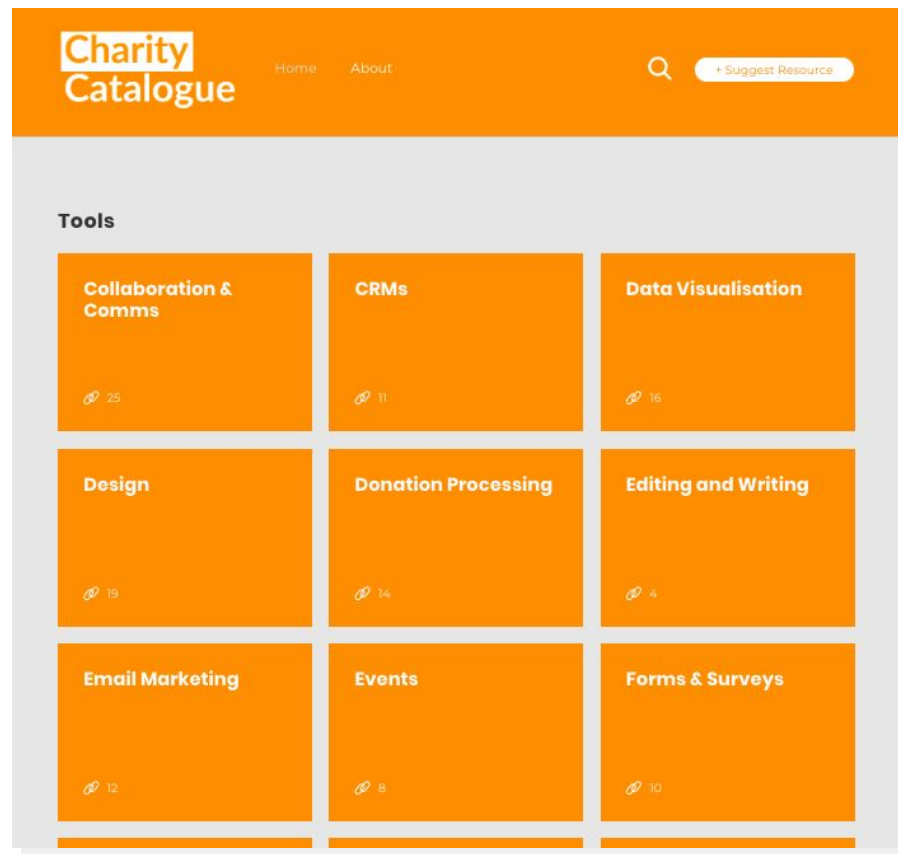 Charity
Catalogue
Home About
+ Suggest Resource
Tools
Collaboration &
Comms
25
CRMs
11
Data Visualisation
16
Design
19
Donation Processing
14
Editing and Writing
4
Email Marketing
12
Events
8
Forms & Surveys
10